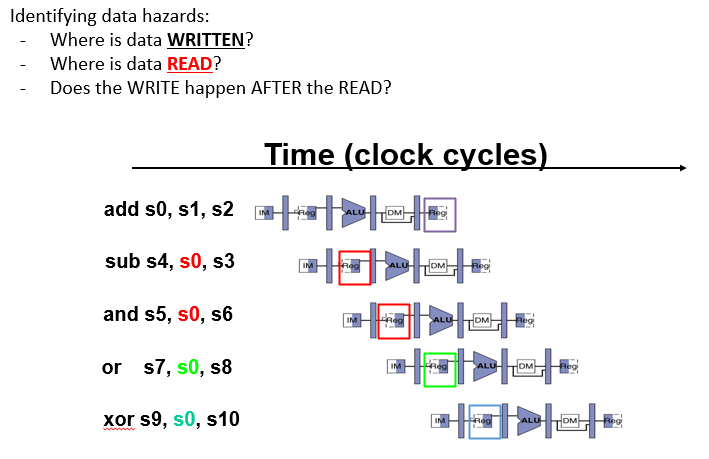 Identifying data hazards:
- Where is data WRITTEN?
- Where is data READ?
- Does the WRITE happen AFTER the READ?
Time (clock cycles)
add s0, s1, s2 IM Reg ALU DM Reg
sub s4, s0, s3 IM Reg ALU DM Reg
and s5, s0, s6 IM Reg ALU DM Reg
or s7, s0, s8 IM Reg ALU DM Reg
xor s9, s0, s10 IM Reg ALU DM Reg